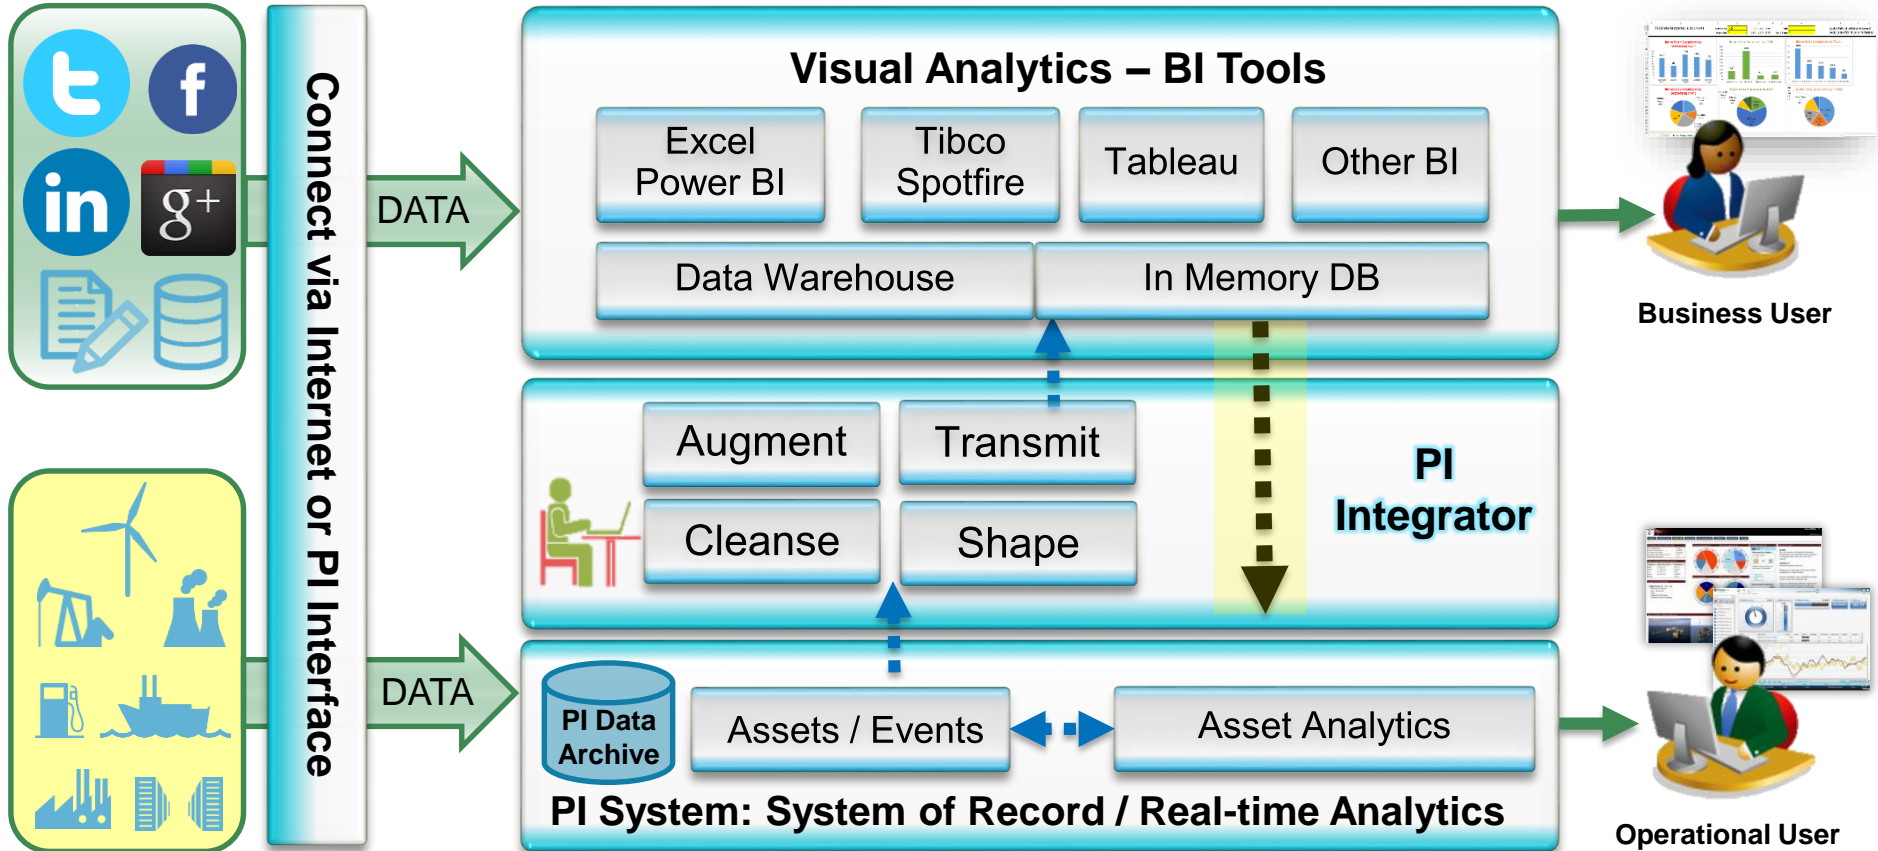 Connect via Internet or PI Interface
DATA
DATA
Visual Analytics – BI Tools
Excel
Power BI
Tibco
Spotfire
Tableau
Other BI
Data Warehouse
In Memory DB
Business User
Augment
Transmit
Cleanse
Shape
PI
Integrator
PI Data
Archive
Assets / Events
Asset Analytics
PI System: System of Record / Real-time Analytics
Operational User
in
g+